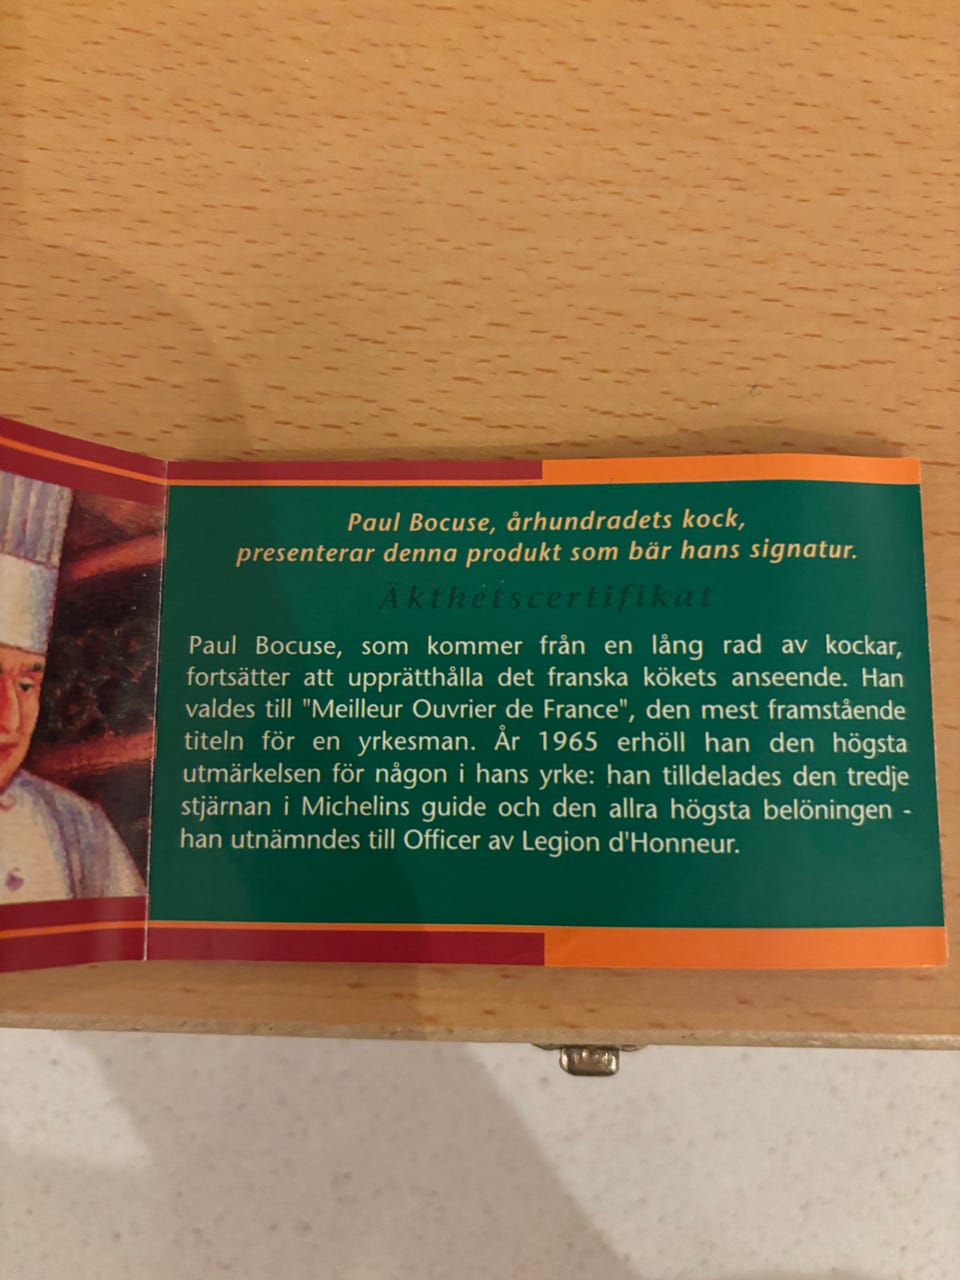 Paul Bocuse, århundradets kock,
presenterar denna produkt som bär hans signatur.
Äkthetscertifikat
Paul Bocuse, som kommer från en lång rad av kockar,
fortsätter att upprätthålla det franska kökets anseende. Han
valdes till "Meilleur Ouvrier de France", den mest framstående
titeln för en yrkesman. År 1965 erhöll han den högsta
utmärkelsen för någon i hans yrke: han tilldelades den tredje
stjärnan i Michelins guide och den allra högsta belöningen -
han utnämndes till Officer av Legion d'Honneur.